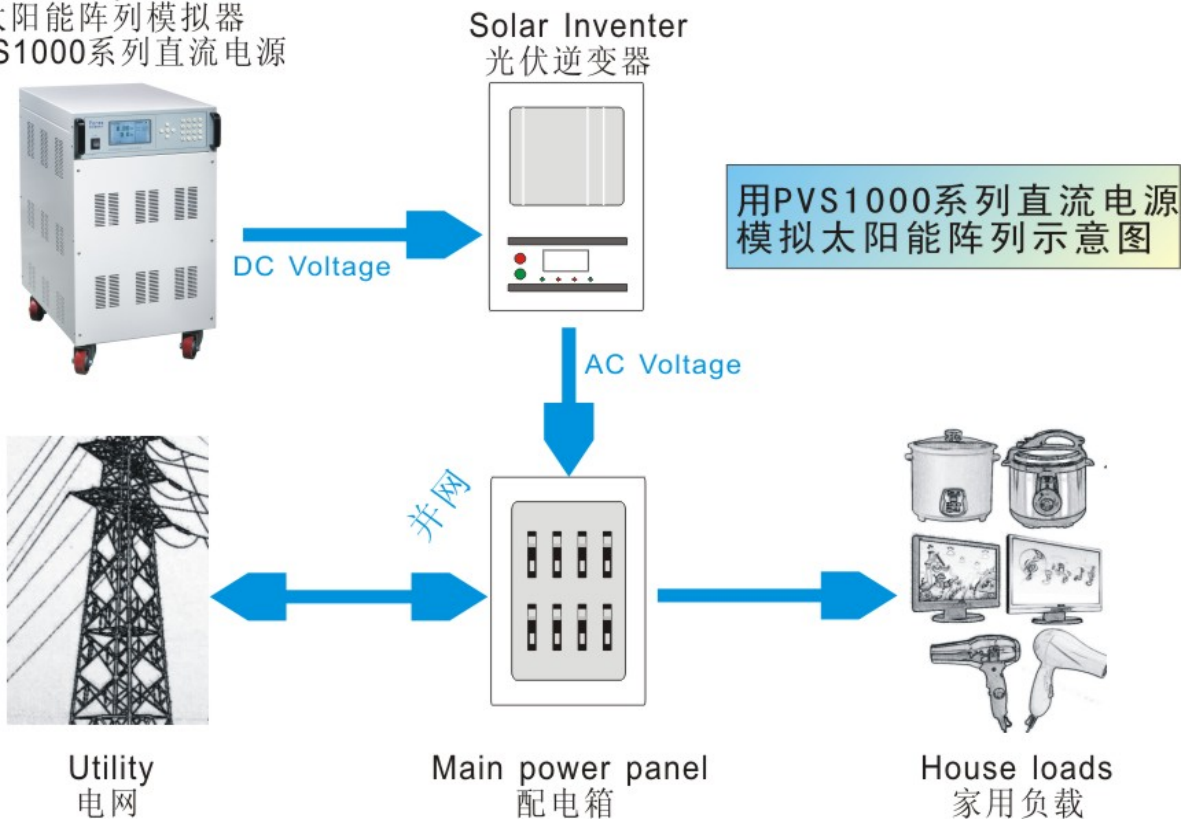 太阳能阵列模拟器
S1000系列直流电源
Solar Inventer
光伏逆变器
用PVS1000系列直流电源
模拟太阳能阵列示意图
DC Voltage
AC Voltage
并网
Utility
电网
Main power panel
配电箱
House loads
家用负载